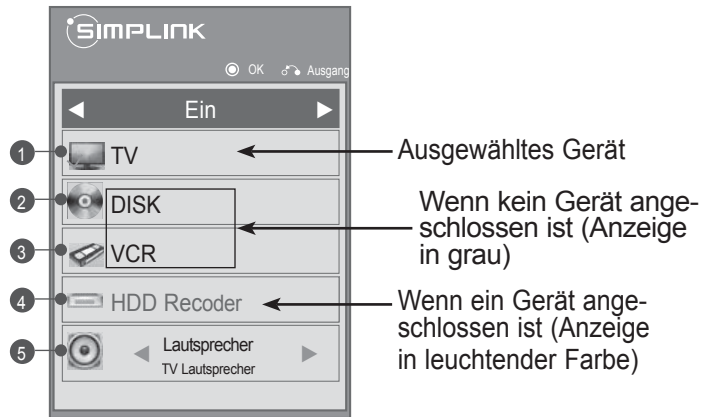 SIMPLINK
OK Ausgang
Ein
1 TV
Ausgewähltes Gerät
2 DISK
3 VCR
Wenn kein Gerät ange-
schlossen ist (Anzeige
in grau)
4 HDD Recoder
Wenn ein Gerät ange-
schlossen ist (Anzeige
in leuchtender Farbe)
5 Lautsprecher
TV Lautsprecher